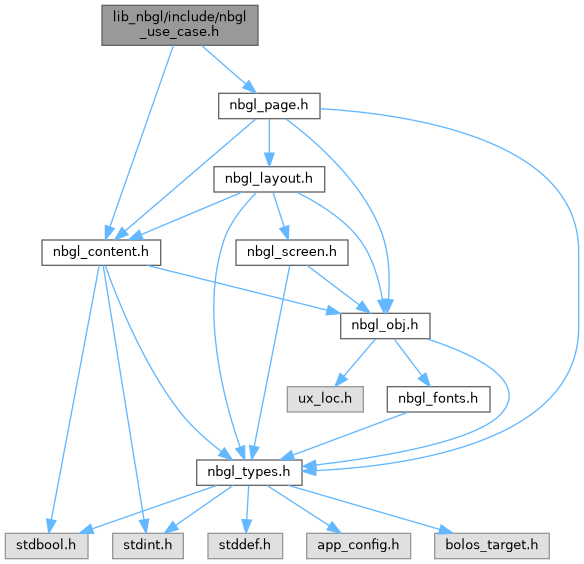 lib_nbgl/include/nbgl
_use_case.h
nbgl_page.h
nbgl_layout.h
nbgl_content.h
nbgl_screen.h
nbgl_obj.h
ux_loc.h
nbgl_fonts.h
nbgl_types.h
stdbool.h
stdint.h
stddef.h
app_config.h
bolos_target.h